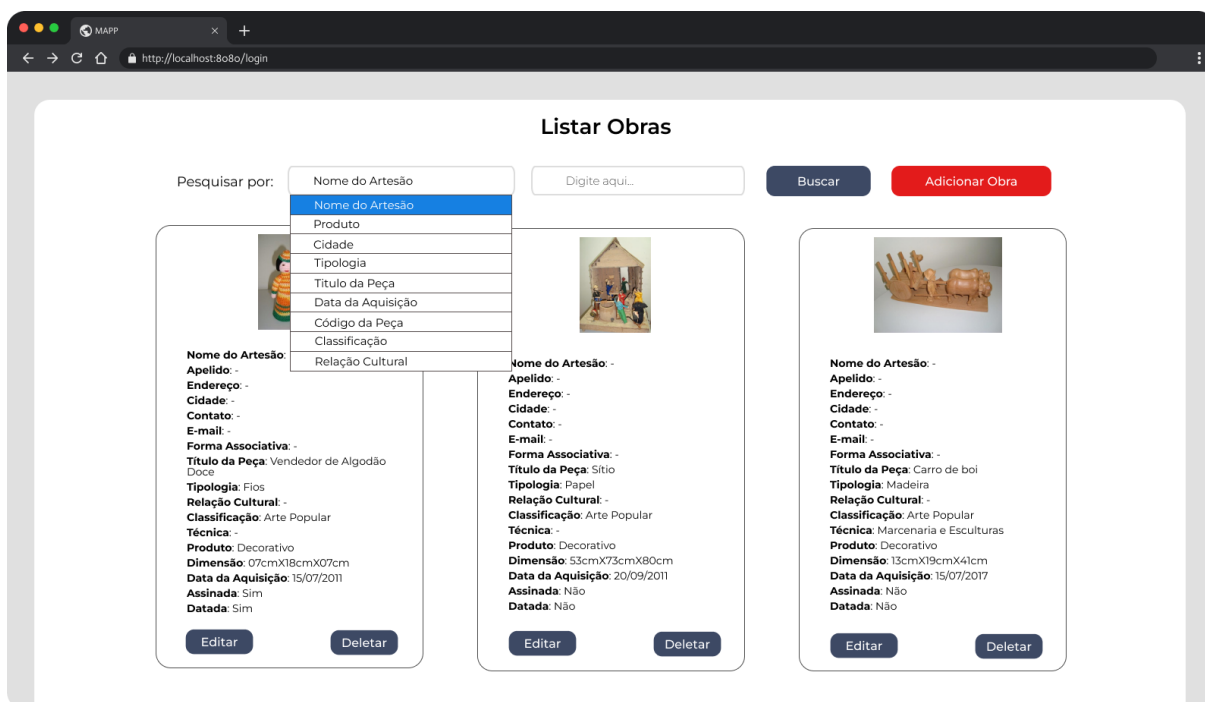 MAPP
http://localhost:8080/login
Listar Obras
Pesquisar por:
Nome do Artesão
Digite aqui...
Buscar
Adicionar Obra
Nome do Artesão
Produto
Cidade
Tipologia
Titulo da Peça
Data da Aquisição
Código da Peça
Classificação
Relação Cultural
Nome do Artesão:
Apelido: -
Endereço: -
Cidade: -
Contato: -
E-mail: -
Forma Associativa: -
Título da Peça: Vendedor de Algodão
Doce
Tipologia: Fios
Relação Cultural: -
Classificação: Arte Popular
Técnica: -
Produto: Decorativo
Dimensão: 07cmX18cmX07cm
Data da Aquisição: 15/07/2011
Assinada: Sim
Datada: Sim
Editar
Deletar
Nome do Artesão: -
Apelido: -
Endereço: -
Cidade: -
Contato: -
E-mail: -
Forma Associativa: -
Título da Peça: Sítio
Tipologia: Papel
Relação Cultural: -
Classificação: Arte Popular
Técnica: -
Produto: Decorativo
Dimensão: 53cmX73cmX80cm
Data da Aquisição: 20/09/2011
Assinada: Não
Datada: Não
Editar
Deletar
Nome do Artesão: -
Apelido: -
Endereço: -
Cidade: -
Contato: -
E-mail: -
Forma Associativa: -
Título da Peça: Carro de boi
Tipologia: Madeira
Relação Cultural: -
Classificação: Arte Popular
Técnica: Marcenaria e Esculturas
Produto: Decorativo
Dimensão: 13cmX19cmX41cm
Data da Aquisição: 15/07/2017
Assinada: Não
Datada: Não
Editar
Deletar